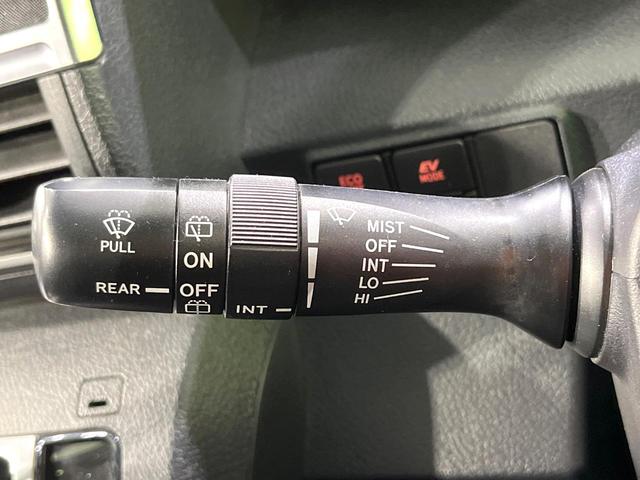 ECO
EV
MODE
PULL
REAR
ON
OFF
INT
MIST
OFF
INT
LO
HI